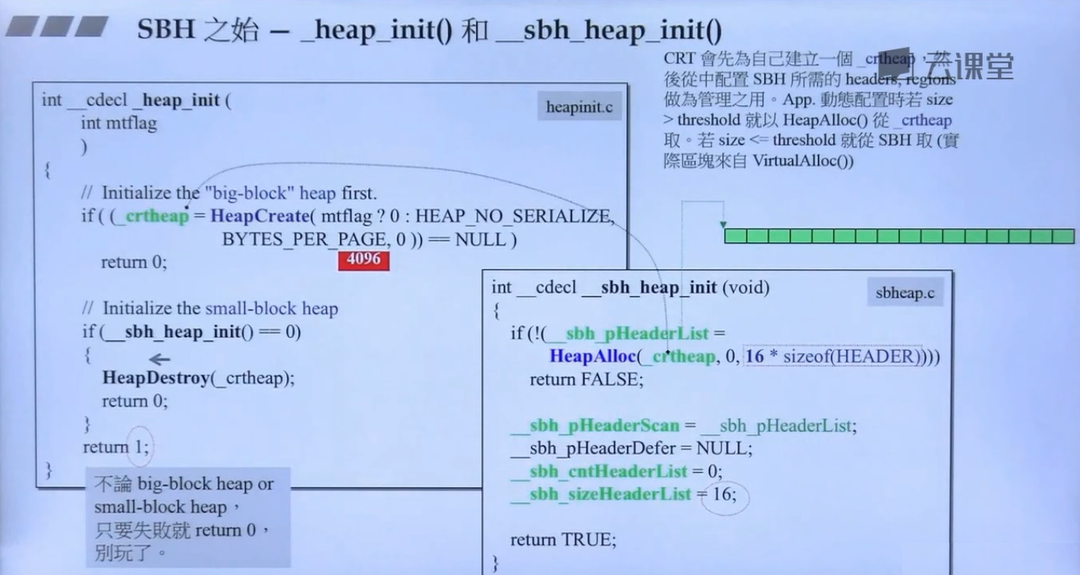 SBH 之始 — _heap_init() 和 __sbh_heap_init()
CRT 會先為自己建立一個 _crtheap，然
後從中配置 SBH 所需的 headers, regions
做為管理之用。App. 動態配置時若 size
> threshold 就以 HeapAlloc() 從 _crtheap
取。若 size <= threshold 就從 SBH 取 (實
際區塊來自 VirtualAlloc())
云课堂
int __cdecl _heap_init (
heapinit.c
int mtflag
)
{
// Initialize the "big-block" heap first.
if ( (_crtheap = HeapCreate( mtflag ? 0 : HEAP_NO_SERIALIZE,
BYTES_PER_PAGE, 0 )) == NULL )
4096
return 0;
// Initialize the small-block heap
if (__sbh_heap_init() == 0)
{
HeapDestroy(_crtheap);
return 0;
}
return 1;
}
不論 big-block heap or
small-block heap，
只要失敗就 return 0，
別玩了。
int __cdecl __sbh_heap_init (void)
sbheap.c
{
if (!(__sbh_pHeaderList =
HeapAlloc(_crtheap, 0, 16 * sizeof(HEADER))))
return FALSE;
__sbh_pHeaderScan = __sbh_pHeaderList;
__sbh_pHeaderDefer = NULL;
__sbh_cntHeaderList = 0;
__sbh_sizeHeaderList = 16;
return TRUE;
}